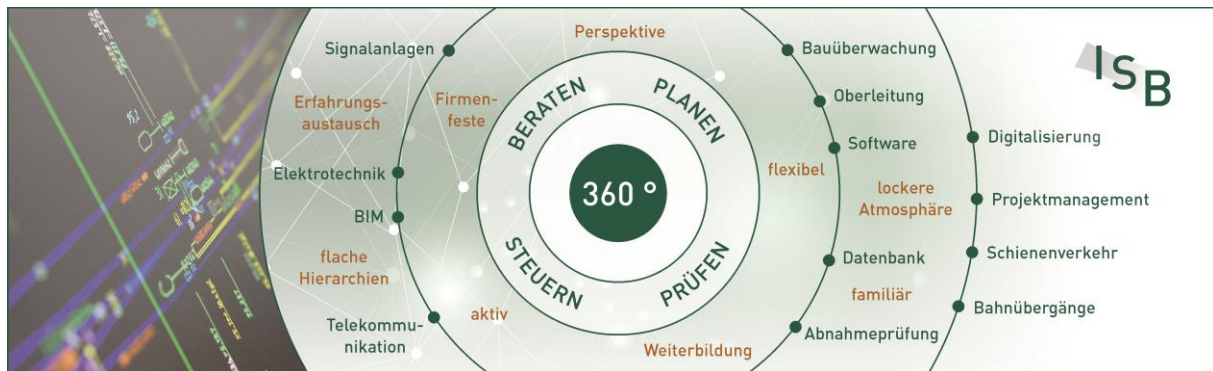 Perspektive
Signalanlagen
Bauüberwachung
ISB
Erfahrungs-
austausch
Firmen-
feste
BERATEN
PLANEN
Oberleitung
Digitalisierung
Software
Elektrotechnik
flexibel
360 °
lockere
Atmosphäre
Projektmanagement
BIM
flache
Hierarchien
STEUERN
PRÜFEN
Datenbank
Schienenverkehr
familiär
aktiv
Bahnübergänge
Telekommu-
nikation
Weiterbildung
Abnahmeprüfung